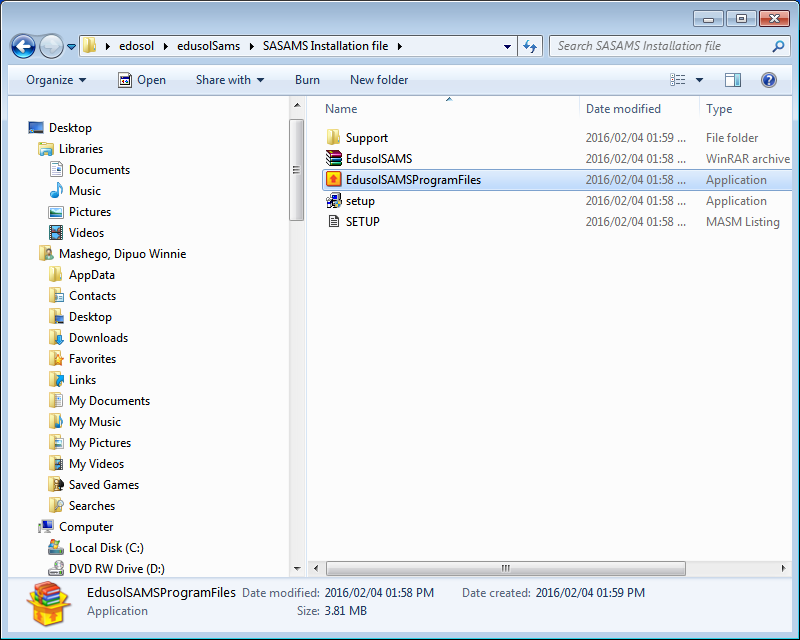 edosol edusolSams SASAMS Installation file Search SASAMS Installation file
Organize Open Share with Burn New folder
Name Date modified Type
Support 2016/02/04 01:59 ... File folder
EdusolSAMS 2016/02/04 01:58 ... WinRAR archive
EdusolSAMSProgramFiles 2016/02/04 01:58 ... Application
setup 2016/02/04 01:58 ... Application
SETUP 2016/02/04 01:58 ... MASM Listing
Desktop
Libraries
Documents
Music
Pictures
Videos
Mashego, Dipuo Winnie
AppData
Contacts
Desktop
Downloads
Favorites
Links
My Documents
My Music
My Pictures
My Videos
Saved Games
Searches
Computer
Local Disk (C:)
DVD RW Drive (D:)
EdusolSAMSProgramFiles Date modified: 2016/02/04 01:58 PM Date created: 2016/02/04 01:59 PM
Application Size: 3.81 MB